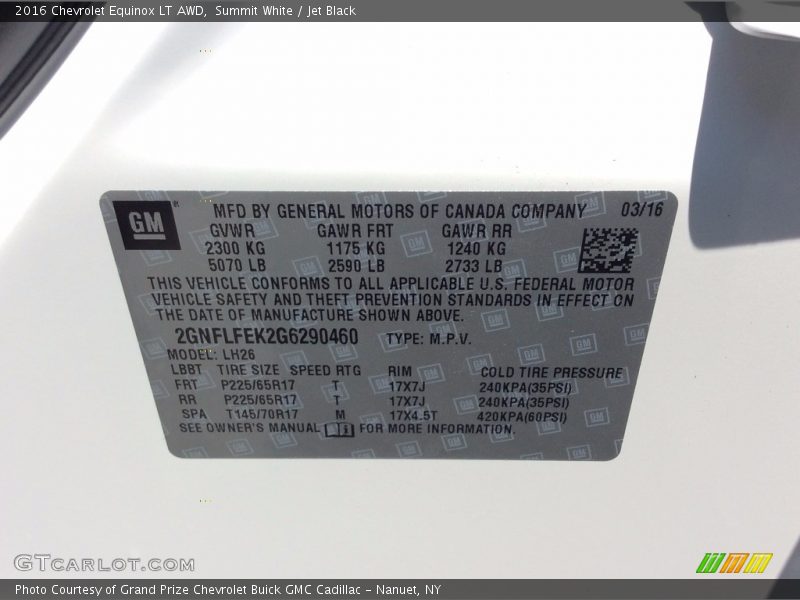 2016 Chevrolet Equinox LT AWD,  Summit White / Jet Black
GM
MFD BY GENERAL MOTORS OF CANADA COMPANY 03/16
GVWR GAWR FRT GAWR RR
2300 KG 1175 KG 1240 KG
5070 LB 2590 LB 2733 LB
THIS VEHICLE CONFORMS TO ALL APPLICABLE U.S. FEDERAL MOTOR
VEHICLE SAFETY AND THEFT PREVENTION STANDARDS IN EFFECT ON
THE DATE OF MANUFACTURE SHOWN ABOVE.
2GNFLFEK2G6290460 TYPE: M.P.V.
MODEL: LH26
LBBT TIRE SIZE SPEED RTG RIM COLD TIRE PRESSURE
FRT P225/65R17 T 17X7J 240KPA(35PSI)
RR P225/65R17 T 17X7J 240KPA(35PSI)
SPA T145/70R17 M 17X4.5T 420KPA(60PSI)
SEE OWNER'S MANUAL FOR MORE INFORMATION.
GTCARLOT.COM
Photo Courtesy of Grand Prize Chevrolet Buick GMC Cadillac - Nanuet, NY